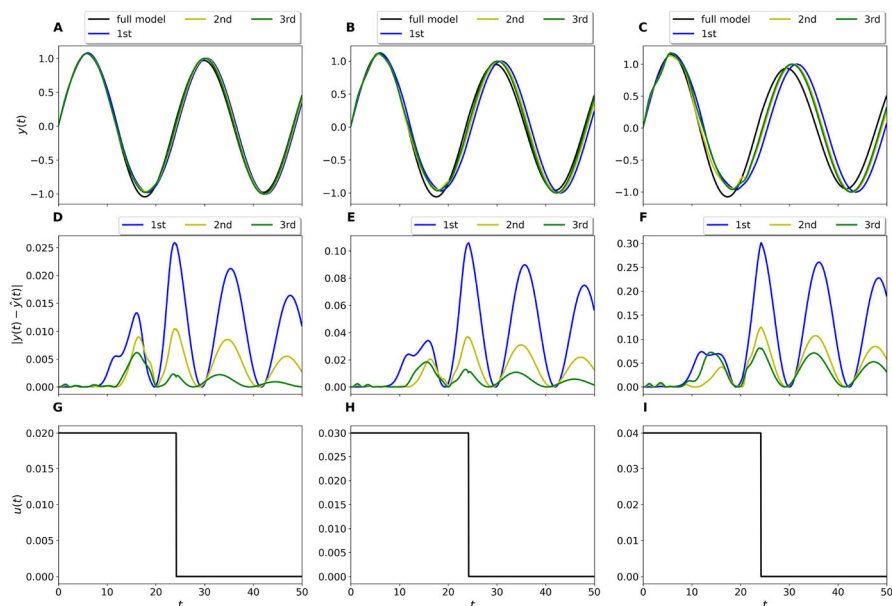 A full model 2nd 3rd
1st
B full model 2nd 3rd
1st
C full model 2nd 3rd
1st
y(t)
1.0
0.5
0.0
−0.5
−1.0
1.0
0.5
0.0
−0.5
−1.0
1.0
0.5
0.0
−0.5
−1.0
D 1st 2nd 3rd
E 1st 2nd 3rd
F 1st 2nd 3rd
|y(t) − ŷ(t)|
0.025
0.020
0.015
0.010
0.005
0.000
0.10
0.08
0.06
0.04
0.02
0.00
0.30
0.25
0.20
0.15
0.10
0.05
0.00
G
H
I
u(t)
0.020
0.015
0.010
0.005
0.000
0.030
0.025
0.020
0.015
0.010
0.005
0.000
0.04
0.03
0.02
0.01
0.00
0 10 20 30 40 50
0 10 20 30 40 50
0 10 20 30 40 50
t
t
t